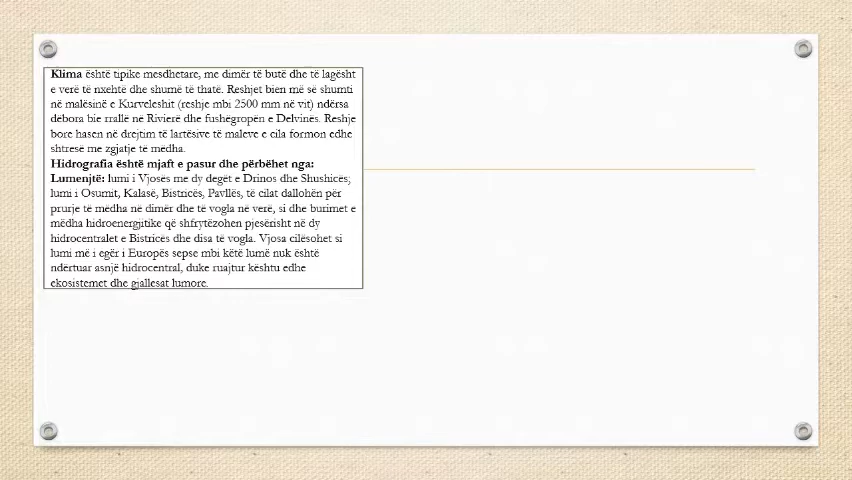 Klima është tipike mesdhetare, me dimër të butë dhe të lagësht
e verë të nxehtë dhe shumë të thatë. Reshjet bien më së shumti
në malësinë e Kurveleshit (reshje mbi 2500 mm në vit) ndërsa
dëbora bie rrallë në Rivierë dhe fushëgropën e Delvinës. Reshje
bore hasen në drejtim të lartësive të maleve e cila formon edhe
shtresë me zgjatje të mëdha.
Hidrografia është mjaft e pasur dhe përbëhet nga:
Lumenjtë: lumi i Vjosës me dy degët e Drinos dhe Shushicës;
lumi i Osumit, Kalasë, Bistricës, Pavllës, të cilat dallohën për
prurje të mëdha në dimër dhe të vogla në verë, si dhe burimet e
mëdha hidroenergjitike që shfrytëzohen pjesërisht në dy
hidrocentralet e Bistricës dhe disa të vogla. Vjosa cilësohet si
lumi më i egër i Europës sepse mbi këtë lumë nuk është
ndërtuar asnjë hidrocentral, duke ruajtur kështu edhe
ekosistemet dhe gjallesat lumore.